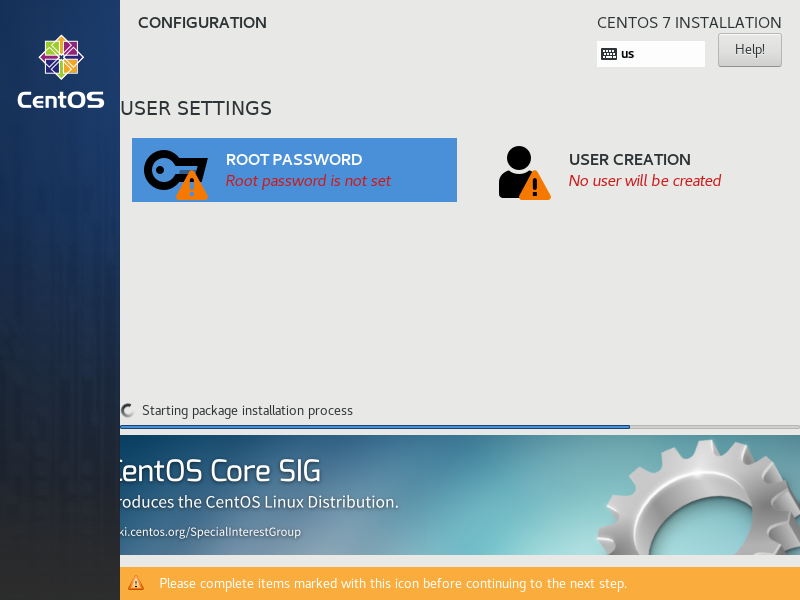 CONFIGURATION
CENTOS 7 INSTALLATION
us
Help!
CentOS
USER SETTINGS
ROOT PASSWORD
Root password is not set
USER CREATION
No user will be created
Starting package installation process
CentOS Core SIG
roduces the CentOS Linux Distribution.
ki.centos.org/SpecialInterestGroup
Please complete items marked with this icon before continuing to the next step.